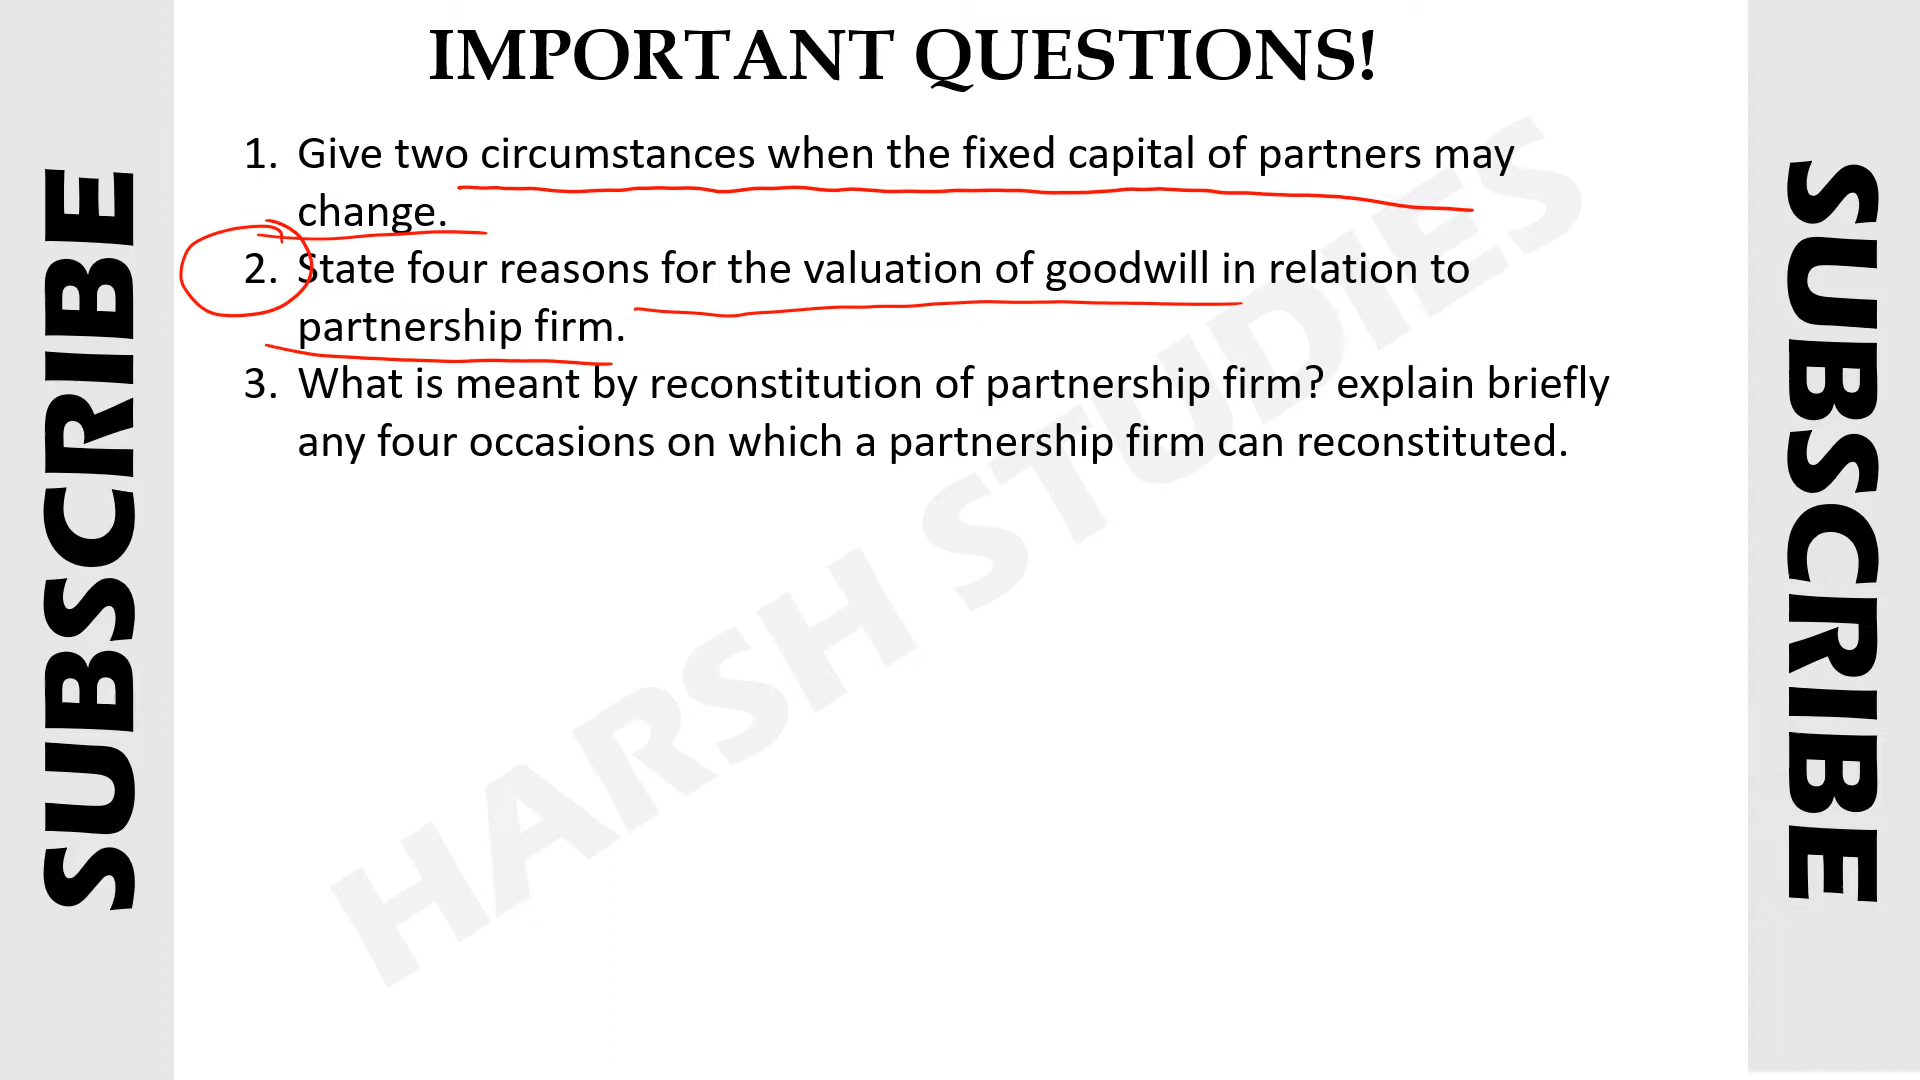 IMPORTANT QUESTIONS!
SUBSCRIBE
1. Give two circumstances when the fixed capital of partners may
change.
2. State four reasons for the valuation of goodwill in relation to
partnership firm.
3. What is meant by reconstitution of partnership firm? explain briefly
any four occasions on which a partnership firm can reconstituted.
HARSH STUDIES
SUBSCRIBE